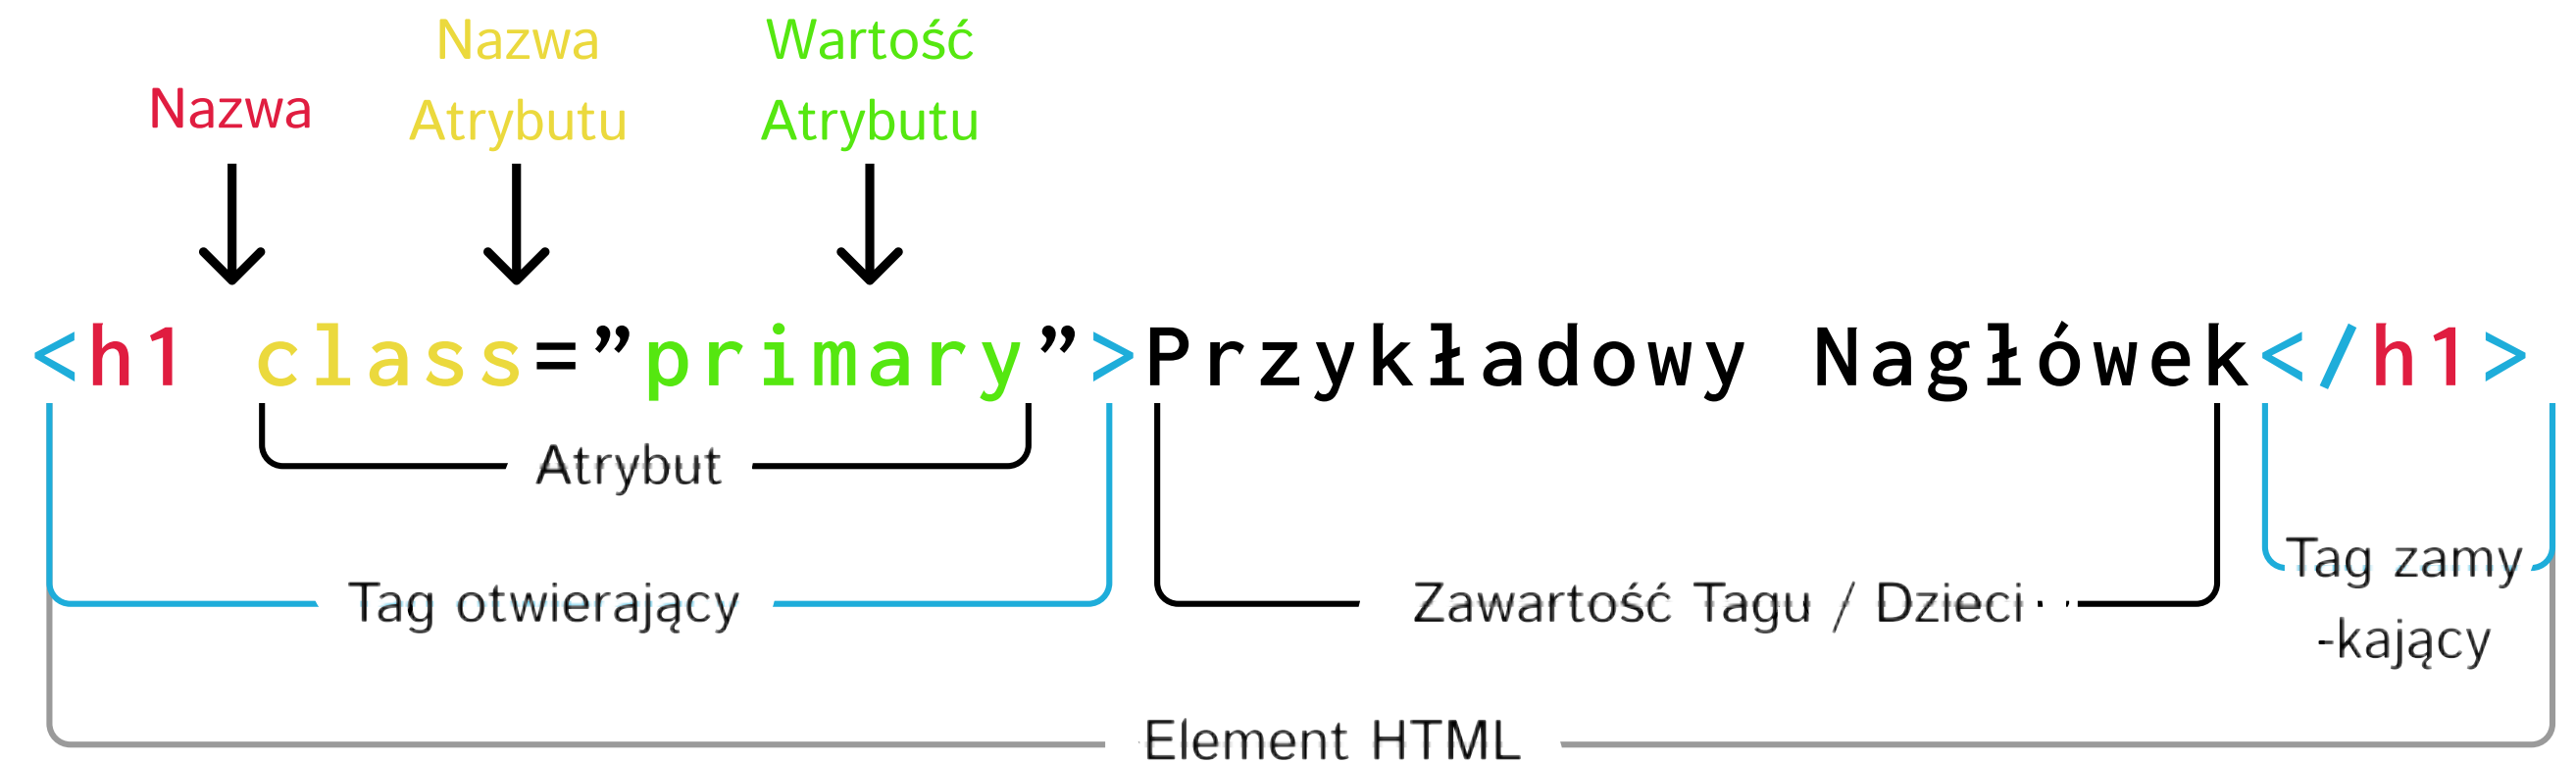 Nazwa
Nazwa
Atrybutu
Wartość
Atrybutu
<h1 class=”primary”>Przykładowy Nagłówek</h1>
Atrybut
Tag otwierający
Zawartość Tagu / Dzieci
Tag zamy
-kający
Element HTML